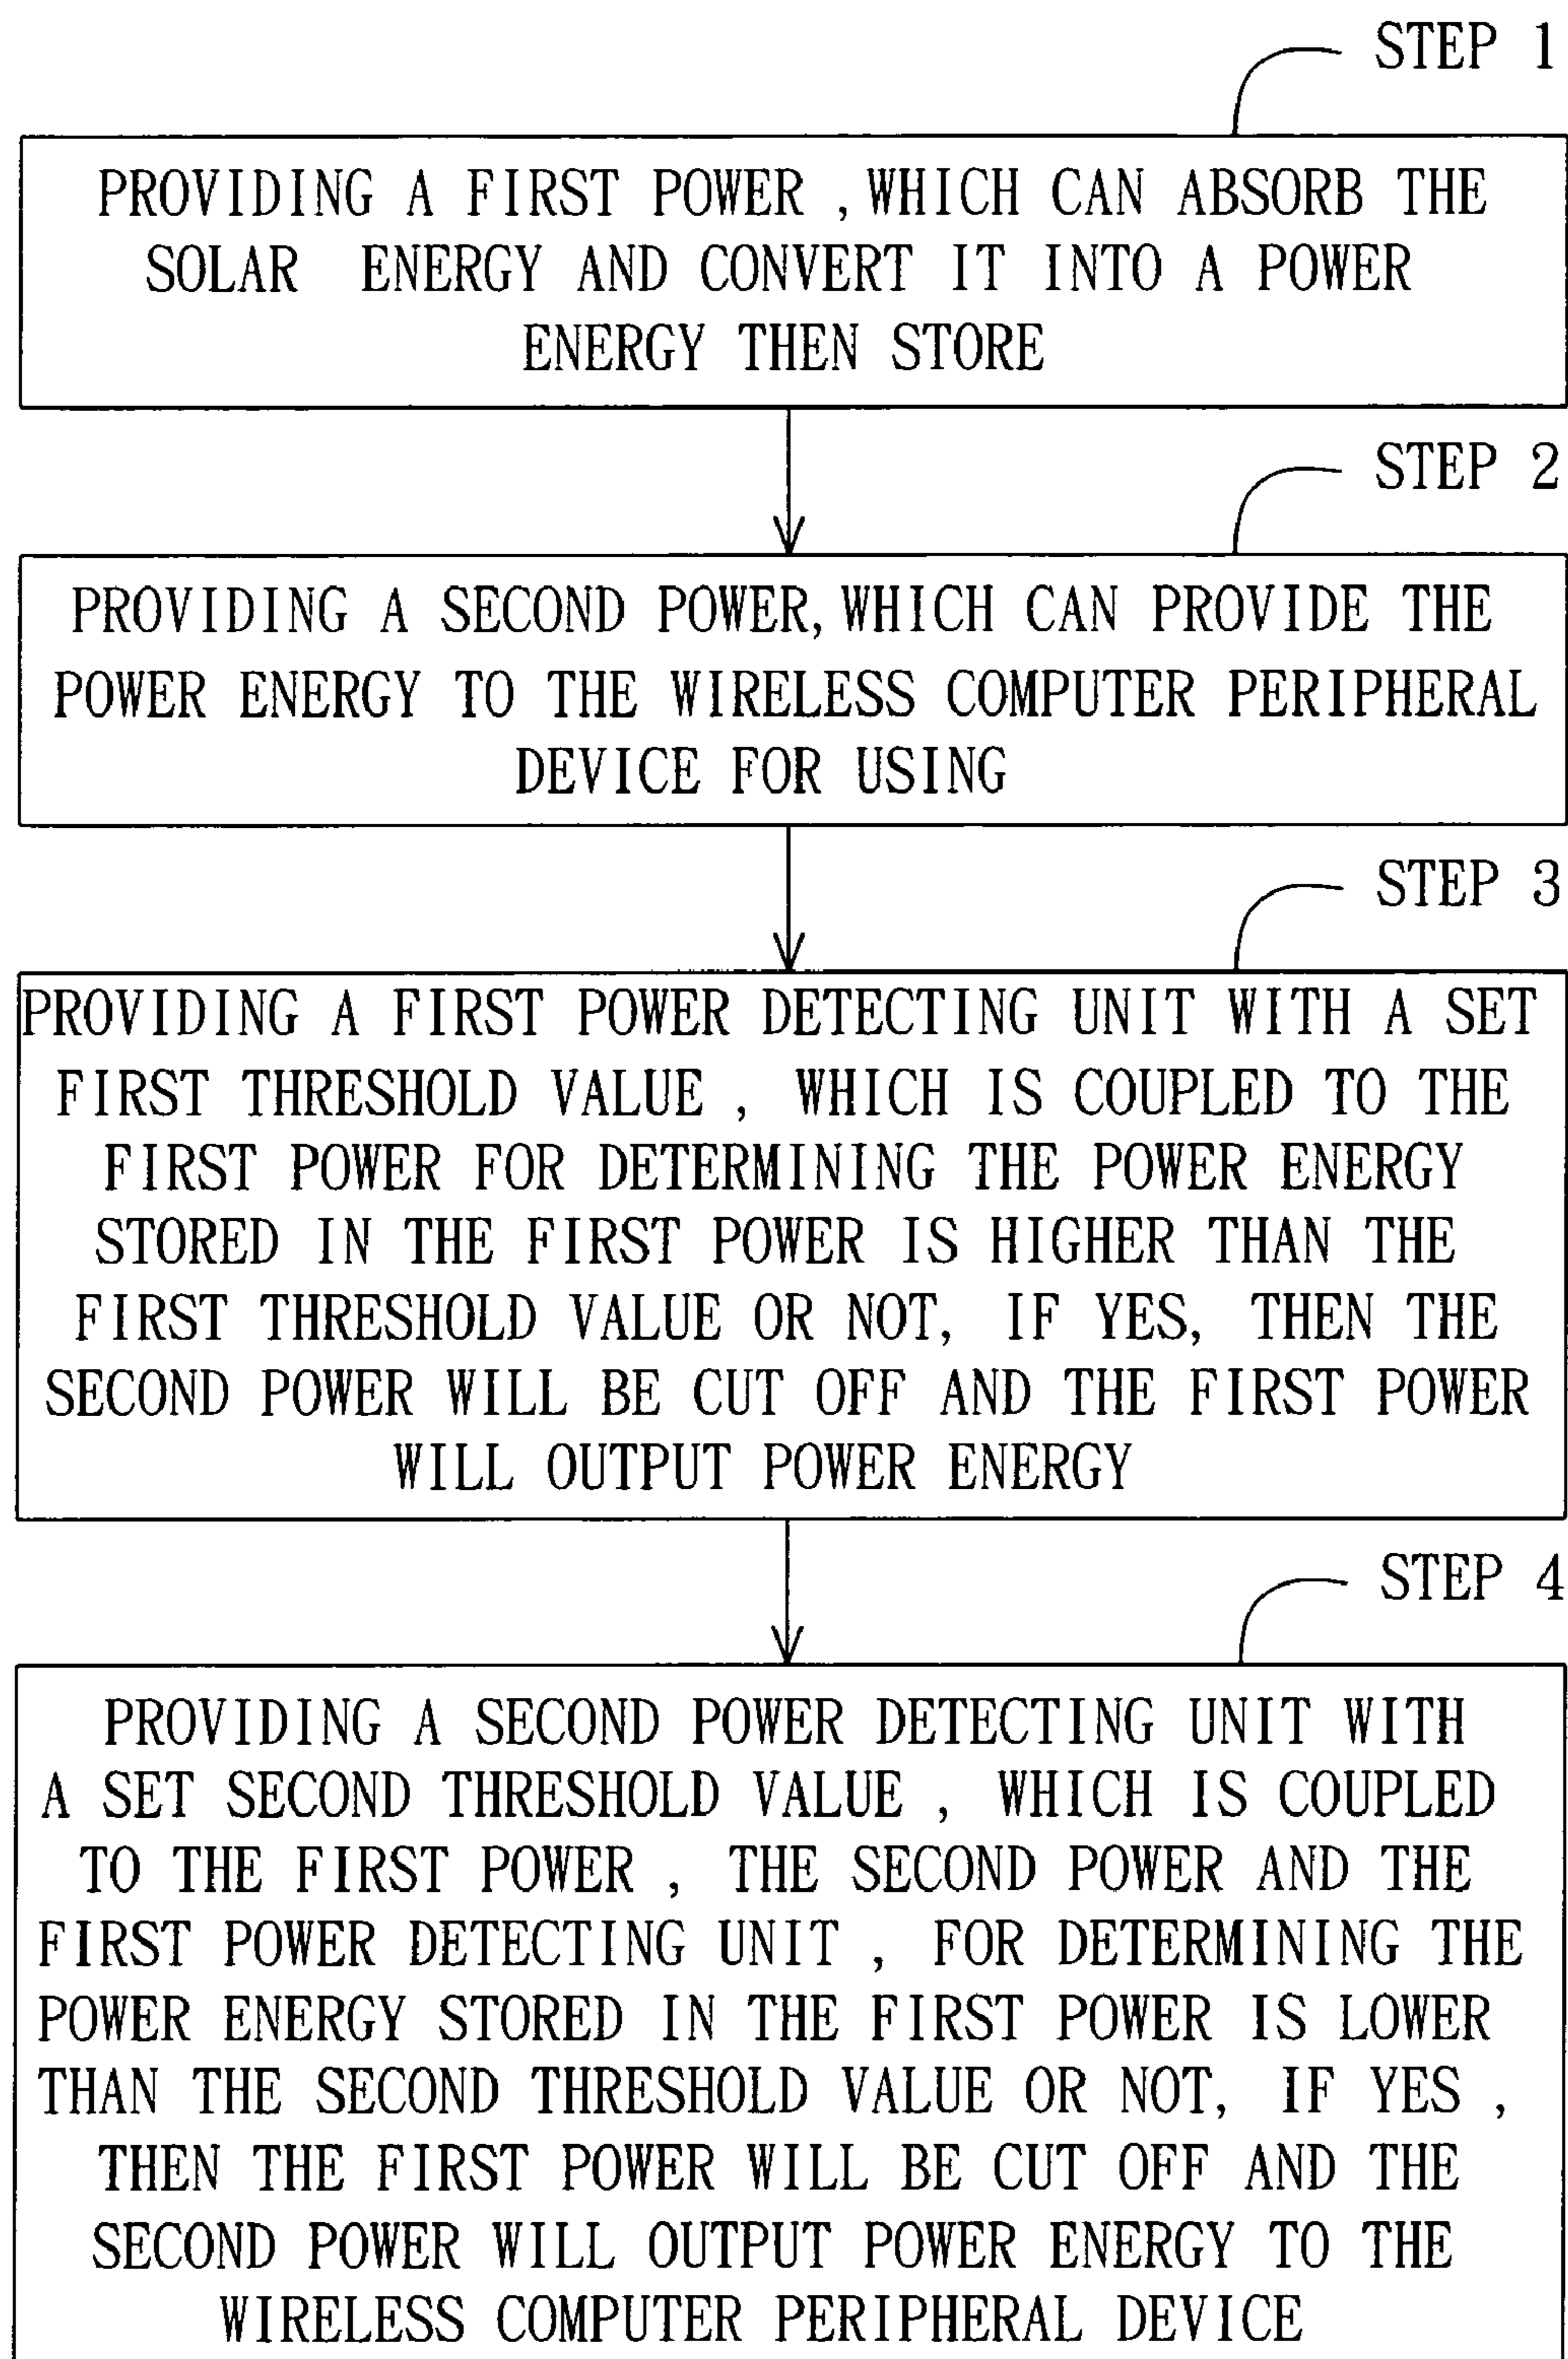 STEP 1
PROVIDING A FIRST POWER ,WHICH CAN ABSORB THE
SOLAR ENERGY AND CONVERT IT INTO A POWER
ENERGY THEN STORE
STEP 2
PROVIDING A SECOND POWER, WHICH CAN PROVIDE THE
POWER ENERGY TO THE WIRELESS COMPUTER PERIPHERAL
DEVICE FOR USING
STEP 3
PROVIDING A FIRST POWER DETECTING UNIT WITH A SET
FIRST THRESHOLD VALUE , WHICH IS COUPLED TO THE
FIRST POWER FOR DETERMINING THE POWER ENERGY
STORED IN THE FIRST POWER IS HIGHER THAN THE
FIRST THRESHOLD VALUE OR NOT, IF YES, THEN THE
SECOND POWER WILL BE CUT OFF AND THE FIRST POWER
WILL OUTPUT POWER ENERGY
STEP 4
PROVIDING A SECOND POWER DETECTING UNIT WITH
A SET SECOND THRESHOLD VALUE , WHICH IS COUPLED
TO THE FIRST POWER , THE SECOND POWER AND THE
FIRST POWER DETECTING UNIT , FOR DETERMINING THE
POWER ENERGY STORED IN THE FIRST POWER IS LOWER
THAN THE SECOND THRESHOLD VALUE OR NOT, IF YES ,
THEN THE FIRST POWER WILL BE CUT OFF AND THE
SECOND POWER WILL OUTPUT POWER ENERGY TO THE
WIRELESS COMPUTER PERIPHERAL DEVICE